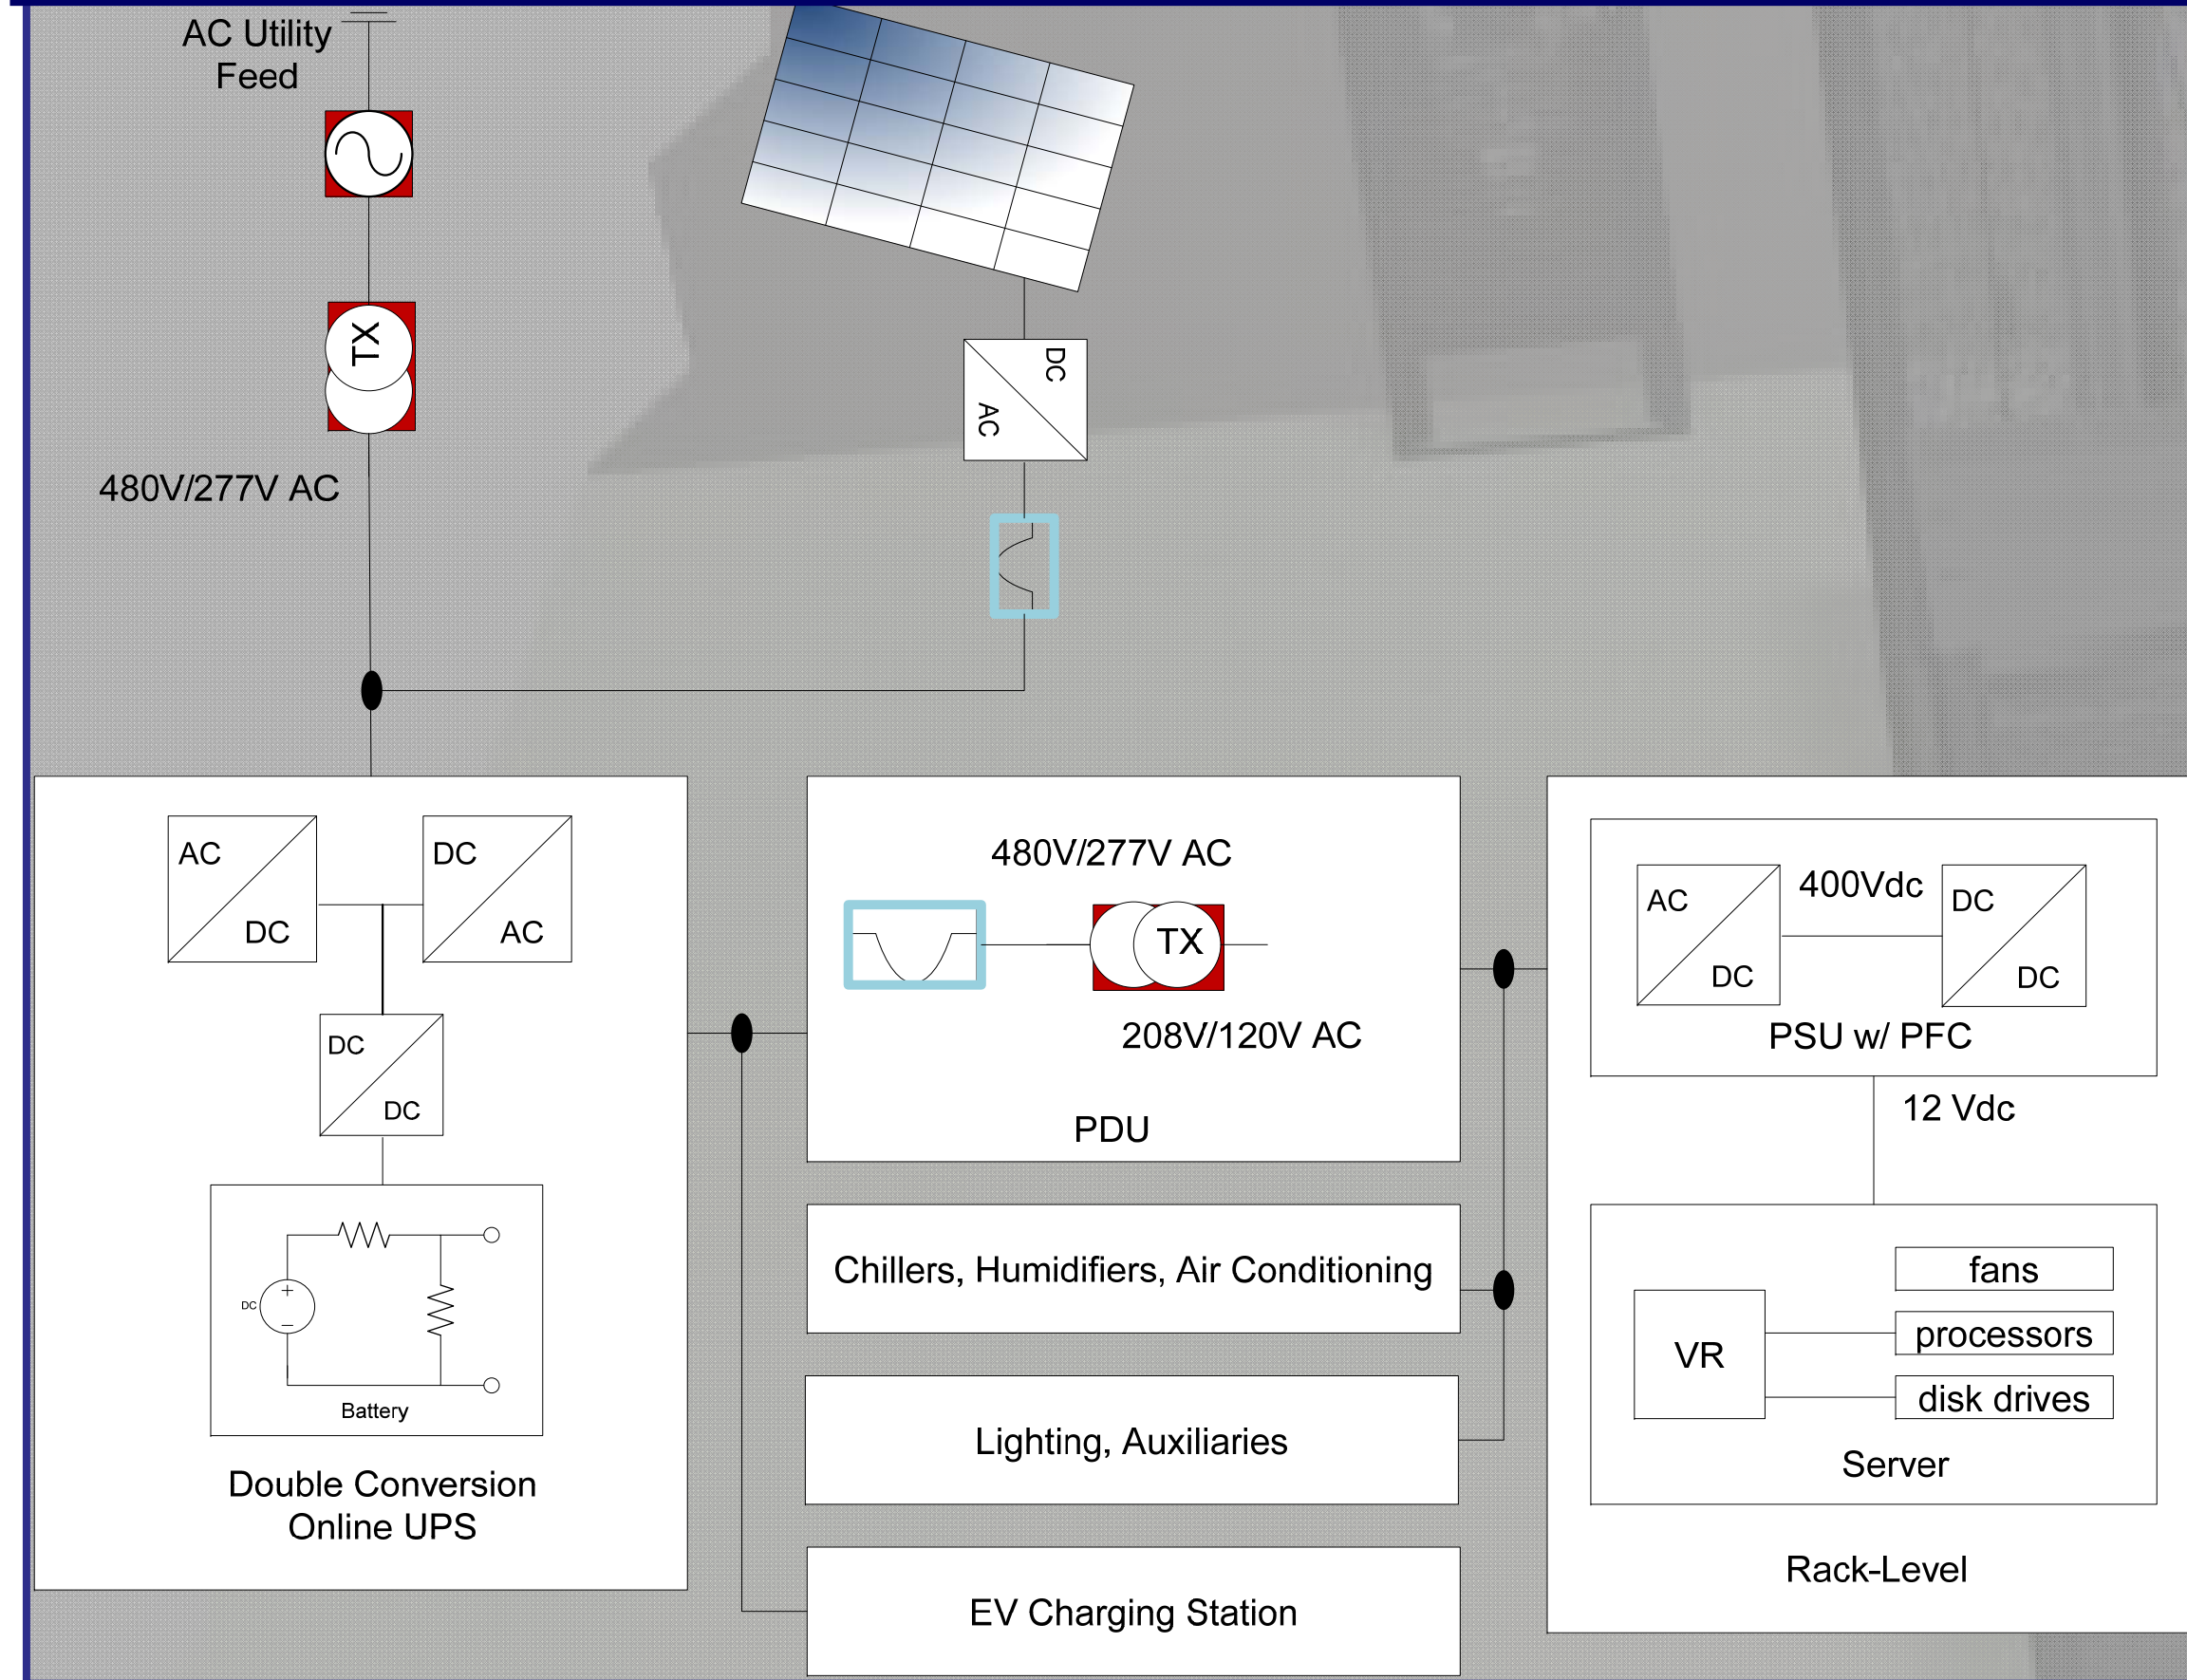 AC Utility
Feed
TX
DC
AC
480V/277V AC
AC
DC
DC
AC
DC
DC
DC
+
−
Battery
Double Conversion
Online UPS
480V/277V AC
TX
208V/120V AC
PDU
Chillers, Humidifiers, Air Conditioning
Lighting, Auxiliaries
EV Charging Station
AC
DC
400Vdc
DC
DC
PSU w/ PFC
12 Vdc
VR
fans
processors
disk drives
Server
Rack-Level